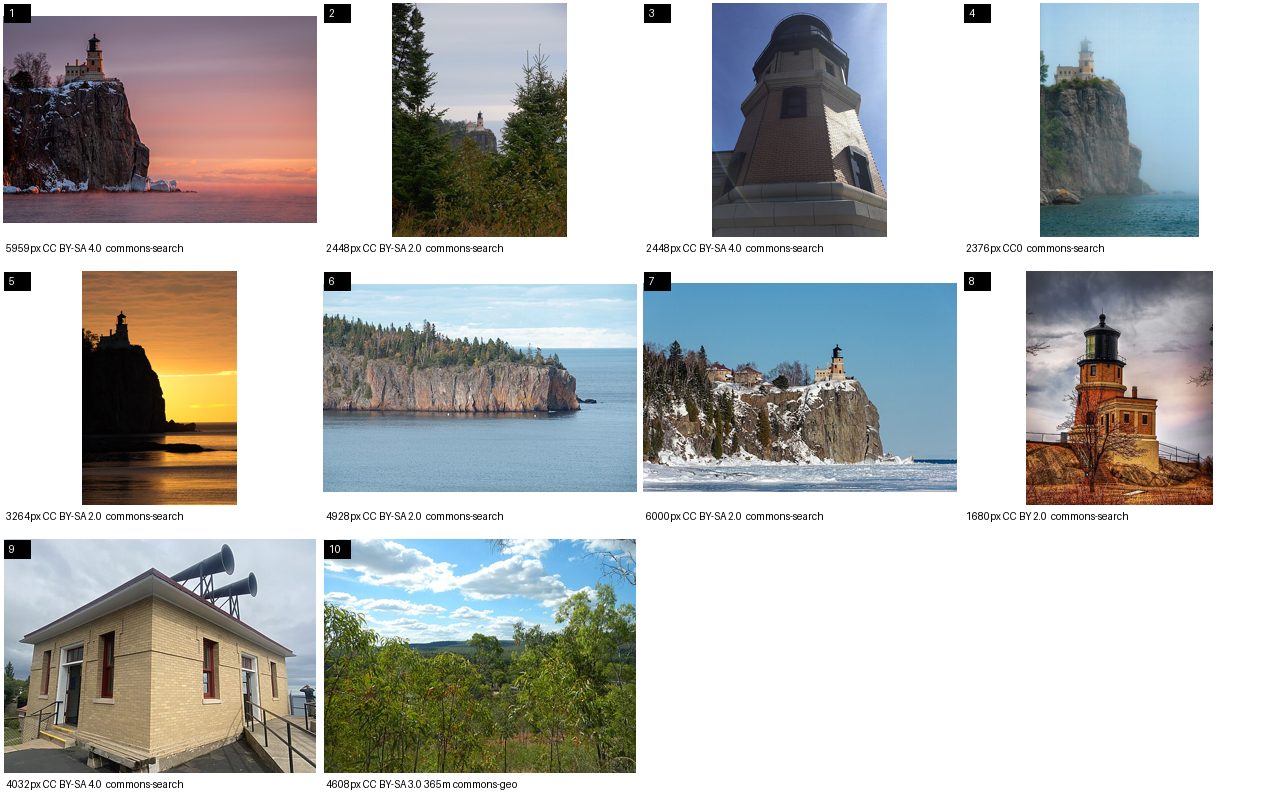 1
2
3
4
5959px CC BY-SA 4.0 commons-search
2448px CC BY-SA 2.0 commons-search
2448px CC BY-SA 4.0 commons-search
2376px CC0 commons-search
5
6
7
8
3264px CC BY-SA 2.0 commons-search
4928px CC BY-SA 2.0 commons-search
6000px CC BY-SA 2.0 commons-search
1680px CC BY 2.0 commons-search
9
10
4032px CC BY-SA 4.0 commons-search
4608px CC BY-SA 3.0 365m commons-geo